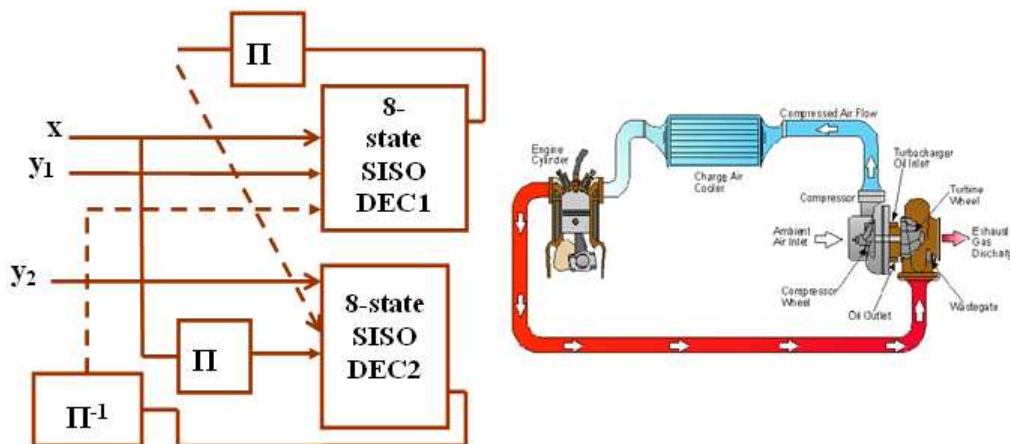 Π
8-
state
SISO
DEC1
x
y1
y2
8-state
SISO
DEC2
Π
Π-1
Compressed Air Flow
Engine
Cylinder
Charge Air
Cooler
Turbocharger
Oil Inlet
Compressor
Turbine
Wheel
Ambient
Air Inlet
Exhaust
Gas
Discharg
Compressor
Wheel
Oil Outlet
Wastegate